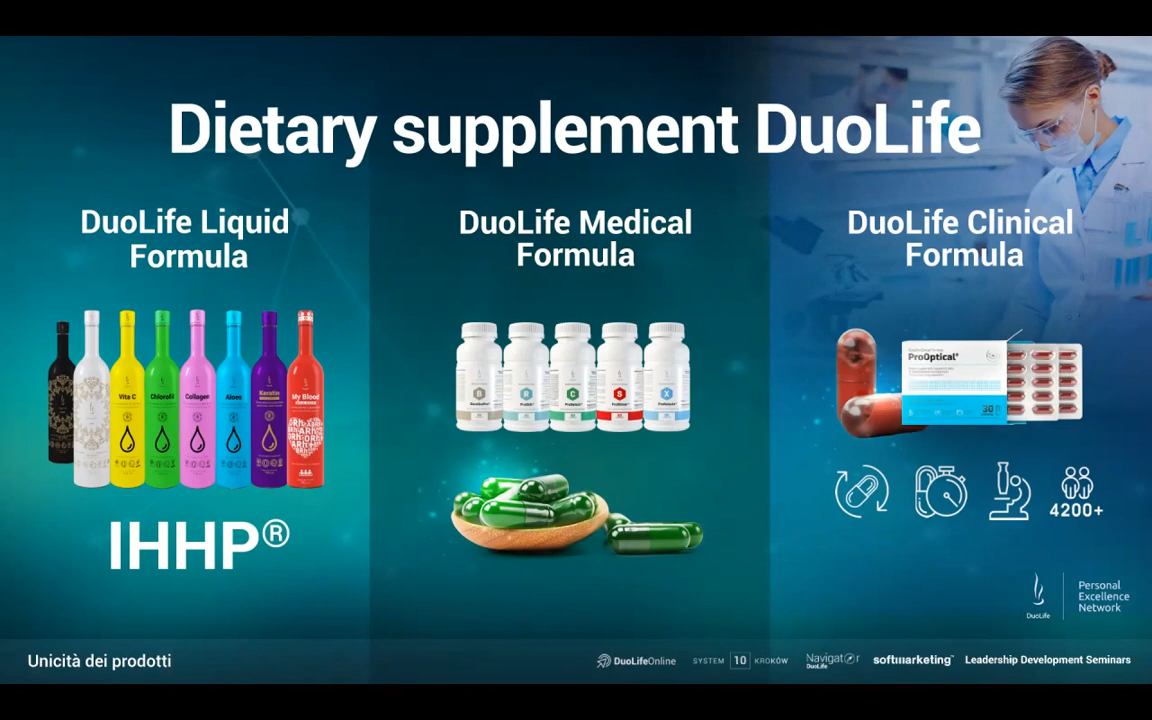 Dietary supplement DuoLife
DuoLife Liquid
Formula
DuoLife Medical
Formula
DuoLife Clinical
Formula
Vita C
Chlorofil
Collagen
Aloes
Keratin
My Blood
B
R
C
S
X
ProOptical®
30
IHHP®
4200+
DuoLife
Personal
Excellence
Network
Unicità dei prodotti
DuoLifeOnline
SYSTEM 10 KROKÓW
Navigator
DuoLife
softmarketing™
Leadership Development Seminars